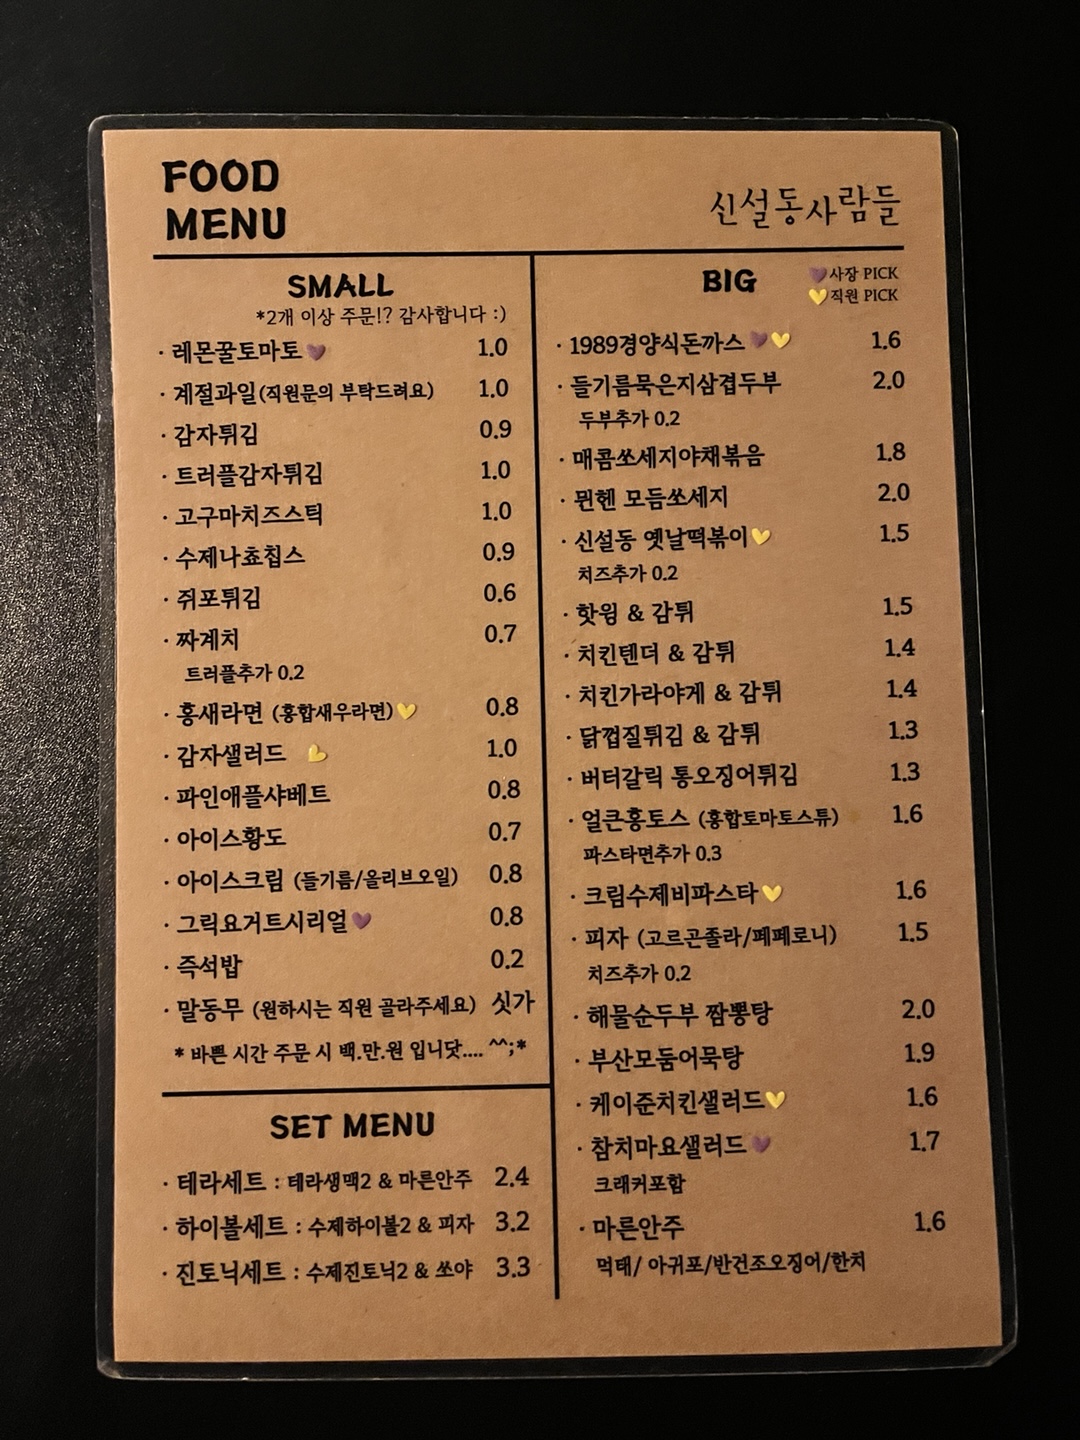 FOOD
MENU
신설동사람들
SMALL
*2개 이상 주문!? 감사합니다 :)
· 레몬꿀토마토💜 1.0
· 계절과일(직원문의 부탁드려요) 1.0
· 감자튀김 0.9
· 트러플감자튀김 1.0
· 고구마치즈스틱 1.0
· 수제나쵸칩스 0.9
· 쥐포튀김 0.6
· 짜계치 0.7
트러플추가 0.2
· 홍새라면 (홍합새우라면)💛 0.8
· 감자샐러드 💛 1.0
· 파인애플샤베트 0.8
· 아이스황도 0.7
· 아이스크림 (들기름/올리브오일) 0.8
· 그릭요거트시리얼💜 0.8
· 즉석밥 0.2
· 말동무 (원하시는 직원 골라주세요) 싯가
* 바쁜 시간 주문 시 백.만.원 입니닷.... ^^;*
SET MENU
· 테라세트 : 테라생맥2 & 마른안주 2.4
· 하이볼세트 : 수제하이볼2 & 피자 3.2
· 진토닉세트 : 수제진토닉2 & 쏘야 3.3
BIG
💜사장 PICK
💛직원 PICK
· 1989경양식돈까스💜💛 1.6
· 들기름묵은지삼겹두부 2.0
두부추가 0.2
· 매콤쏘세지야채볶음 1.8
· 뮌헨 모듬쏘세지 2.0
· 신설동 옛날떡볶이💛 1.5
치즈추가 0.2
· 핫윙 & 감튀 1.5
· 치킨텐더 & 감튀 1.4
· 치킨가라야게 & 감튀 1.4
· 닭껍질튀김 & 감튀 1.3
· 버터갈릭 통오징어튀김 1.3
· 얼큰홍토스 (홍합토마토스튜) 1.6
파스타면추가 0.3
· 크림수제비파스타💛 1.6
· 피자 (고르곤졸라/페페로니) 1.5
치즈추가 0.2
· 해물순두부 짬뽕탕 2.0
· 부산모둠어묵탕 1.9
· 케이준치킨샐러드💛 1.6
· 참치마요샐러드💜 1.7
크래커포함
· 마른안주 1.6
먹태/ 아귀포/반건조오징어/한치